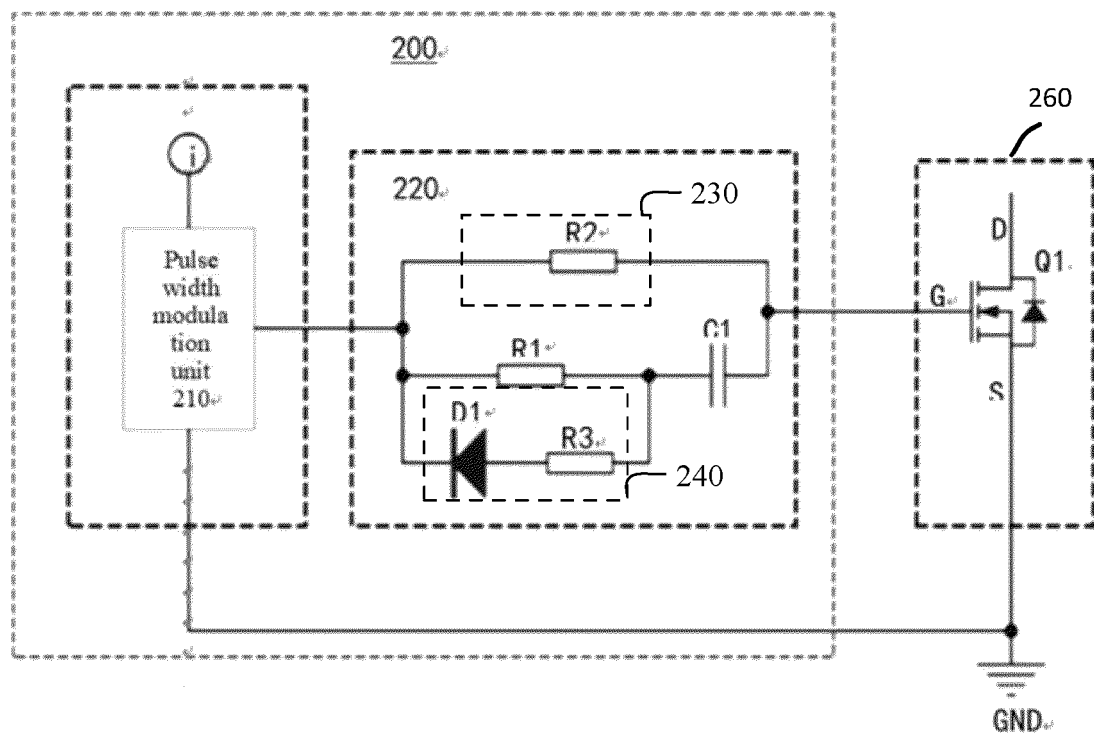 200
260
i
220
230
R2
D
Q1
Pulse
width
modula
tion
unit
210
G
C1
R1
S
D1
R3
240
GND